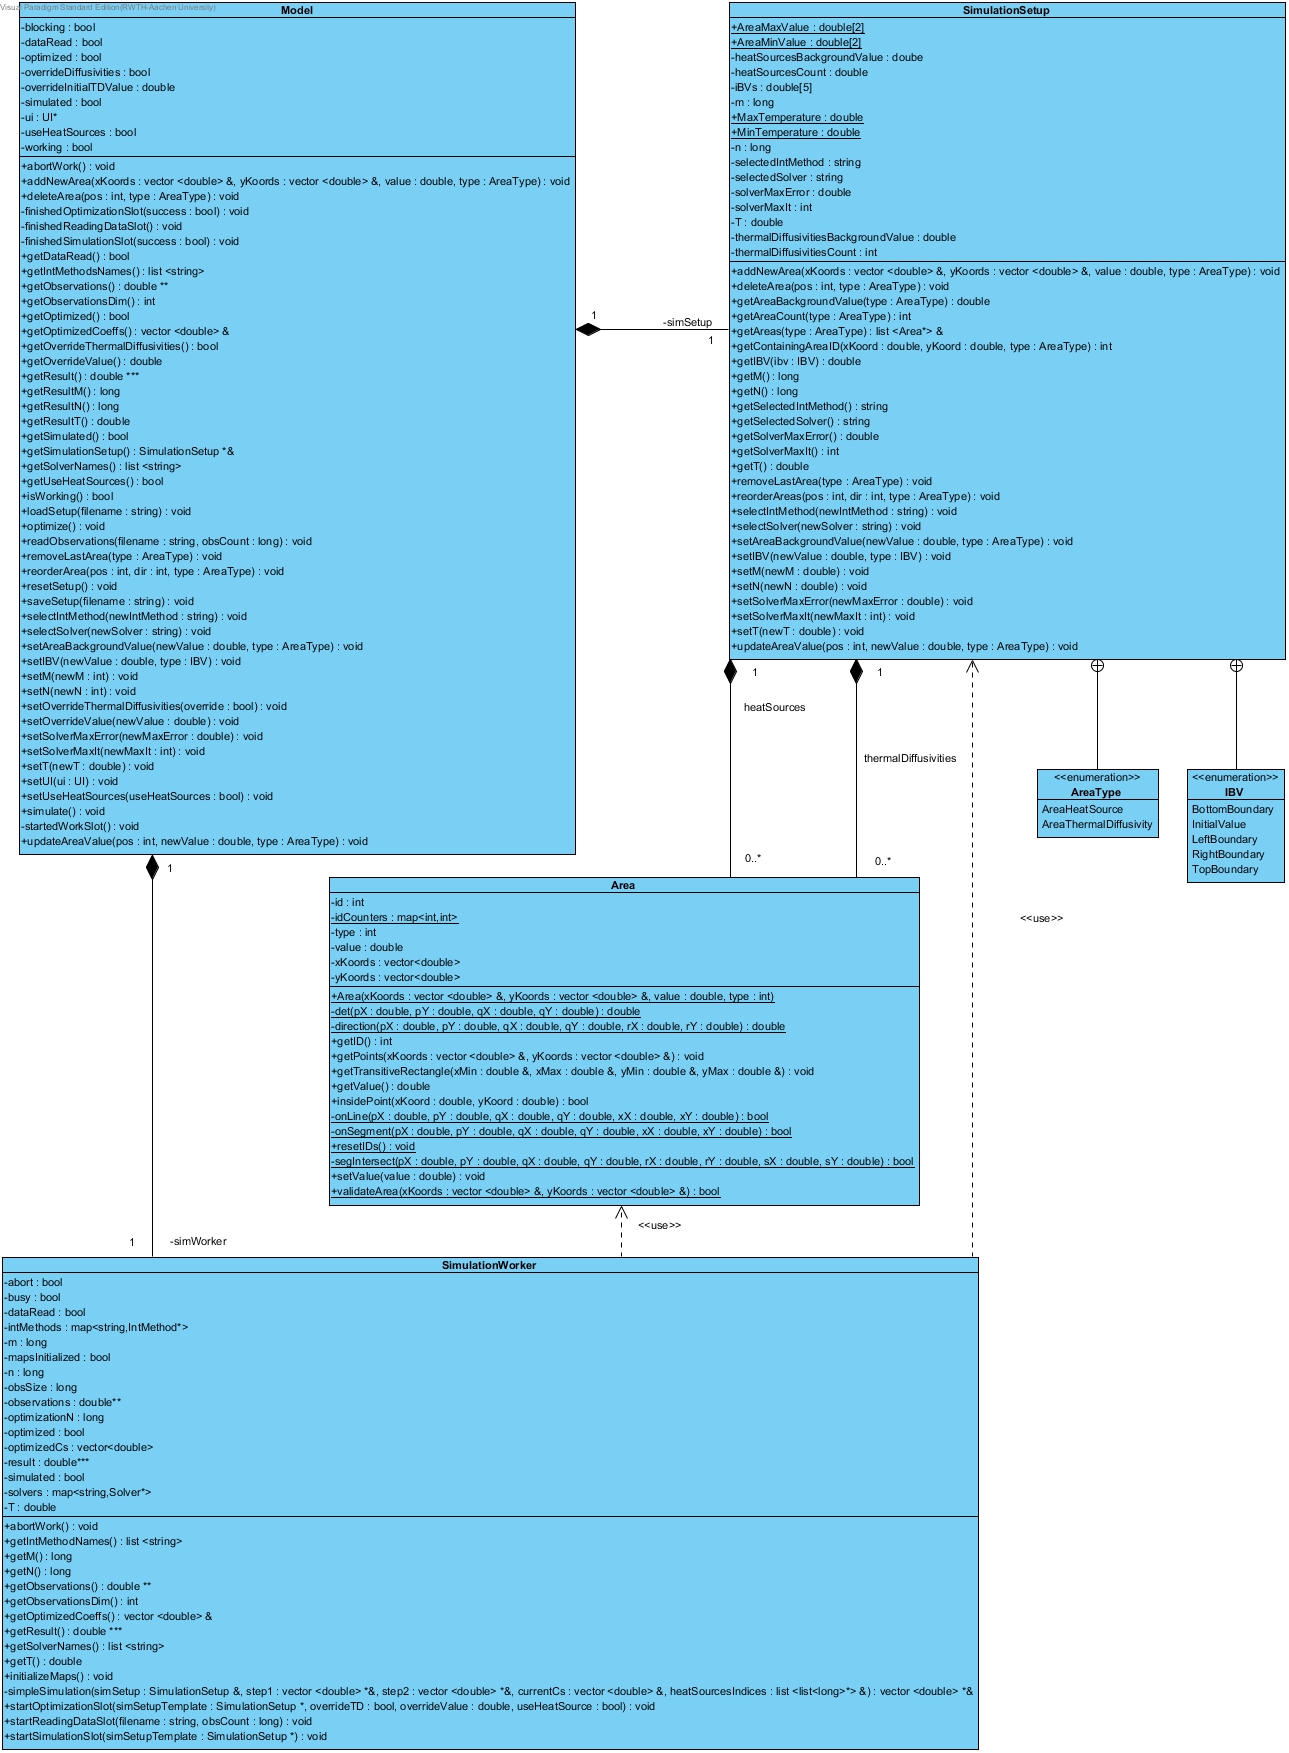 Visual Paradigm Standard Edition(RWTH-Aachen University)
Model
-blocking : bool
-dataRead : bool
-optimized : bool
-overrideDiffusivities : bool
-overrideInitialTDValue : double
-simulated : bool
-ui : UI*
-useHeatSources : bool
-working : bool
+abortWork() : void
+addNewArea(xKoords : vector <double> &, yKoords : vector <double> &, value : double, type : AreaType) : void
+deleteArea(pos : int, type : AreaType) : void
-finishedOptimizationSlot(success : bool) : void
-finishedReadingDataSlot() : void
-finishedSimulationSlot(success : bool) : void
+getDataRead() : bool
+getIntMethodsNames() : list <string>
+getObservations() : double **
+getObservationsDim() : int
+getOptimized() : bool
+getOptimizedCoeffs() : vector <double> &
+getOverrideThermalDiffusivities() : bool
+getOverrideValue() : double
+getResult() : double ***
+getResultM() : long
+getResultN() : long
+getResultT() : double
+getSimulated() : bool
+getSimulationSetup() : SimulationSetup *&
+getSolverNames() : list <string>
+getUseHeatSources() : bool
+isWorking() : bool
+loadSetup(filename : string) : void
+optimize() : void
+readObservations(filename : string, obsCount : long) : void
+removeLastArea(type : AreaType) : void
+reorderArea(pos : int, dir : int, type : AreaType) : void
+resetSetup() : void
+saveSetup(filename : string) : void
+selectIntMethod(newIntMethod : string) : void
+selectSolver(newSolver : string) : void
+setAreaBackgroundValue(newValue : double, type : AreaType) : void
+setIBV(newValue : double, type : IBV) : void
+setM(newM : int) : void
+setN(newN : int) : void
+setOverrideThermalDiffusivities(override : bool) : void
+setOverrideValue(newValue : double) : void
+setSolverMaxError(newMaxError : double) : void
+setSolverMaxIt(newMaxIt : int) : void
+setT(newT : double) : void
+setUI(ui : UI) : void
+setUseHeatSources(useHeatSources : bool) : void
+simulate() : void
-startedWorkSlot() : void
+updateAreaValue(pos : int, newValue : double, type : AreaType) : void
1
-simSetup
1
SimulationSetup
+AreaMaxValue : double[2]
+AreaMinValue : double[2]
-heatSourcesBackgroundValue : doube
-heatSourcesCount : double
-iBVs : double[5]
-m : long
+MaxTemperature : double
+MinTemperature : double
-n : long
-selectedIntMethod : string
-selectedSolver : string
-solverMaxError : double
-solverMaxIt : int
-T : double
-thermalDiffusivitiesBackgroundValue : double
-thermalDiffusivitiesCount : int
+addNewArea(xKoords : vector <double> &, yKoords : vector <double> &, value : double, type : AreaType) : void
+deleteArea(pos : int, type : AreaType) : void
+getAreaBackgroundValue(type : AreaType) : double
+getAreaCount(type : AreaType) : int
+getAreas(type : AreaType) : list <Area*> &
+getContainingAreaID(xKoord : double, yKoord : double, type : AreaType) : int
+getIBV(ibv : IBV) : double
+getM() : long
+getN() : long
+getSelectedIntMethod() : string
+getSelectedSolver() : string
+getSolverMaxError() : double
+getSolverMaxIt() : int
+getT() : double
+removeLastArea(type : AreaType) : void
+reorderAreas(pos : int, dir : int, type : AreaType) : void
+selectIntMethod(newIntMethod : string) : void
+selectSolver(newSolver : string) : void
+setAreaBackgroundValue(newValue : double, type : AreaType) : void
+setIBV(newValue : double, type : IBV) : void
+setM(newM : double) : void
+setN(newN : double) : void
+setSolverMaxError(newMaxError : double) : void
+setSolverMaxIt(newMaxIt : int) : void
+setT(newT : double) : void
+updateAreaValue(pos : int, newValue : double, type : AreaType) : void
1
heatSources
0..*
1
thermalDiffusivities
0..*
<<enumeration>>
AreaType
AreaHeatSource
AreaThermalDiffusivity
<<enumeration>>
IBV
BottomBoundary
InitialValue
LeftBoundary
RightBoundary
TopBoundary
<<use>>
1
1
-simWorker
Area
-id : int
-idCounters : map<int,int>
-type : int
-value : double
-xKoords : vector<double>
-yKoords : vector<double>
+Area(xKoords : vector <double> &, yKoords : vector <double> &, value : double, type : int)
-det(pX : double, pY : double, qX : double, qY : double) : double
-direction(pX : double, pY : double, qX : double, qY : double, rX : double, rY : double) : double
+getID() : int
+getPoints(xKoords : vector <double> &, yKoords : vector <double> &) : void
+getTransitiveRectangle(xMin : double &, xMax : double &, yMin : double &, yMax : double &) : void
+getValue() : double
+insidePoint(xKoord : double, yKoord : double) : bool
-onLine(pX : double, pY : double, qX : double, qY : double, xX : double, xY : double) : bool
-onSegment(pX : double, pY : double, qX : double, qY : double, xX : double, xY : double) : bool
+resetIDs() : void
-segIntersect(pX : double, pY : double, qX : double, qY : double, rX : double, rY : double, sX : double, sY : double) : bool
+setValue(value : double) : void
+validateArea(xKoords : vector <double> &, yKoords : vector <double> &) : bool
<<use>>
SimulationWorker
-abort : bool
-busy : bool
-dataRead : bool
-intMethods : map<string,IntMethod*>
-m : long
-mapsInitialized : bool
-n : long
-obsSize : long
-observations : double**
-optimizationN : long
-optimized : bool
-optimizedCs : vector<double>
-result : double***
-simulated : bool
-solvers : map<string,Solver*>
-T : double
+abortWork() : void
+getIntMethodNames() : list <string>
+getM() : long
+getN() : long
+getObservations() : double **
+getObservationsDim() : int
+getOptimizedCoeffs() : vector <double> &
+getResult() : double ***
+getSolverNames() : list <string>
+getT() : double
+initializeMaps() : void
-simpleSimulation(simSetup : SimulationSetup &, step1 : vector <double> *&, step2 : vector <double> *&, currentCs : vector <double> &, heatSourcesIndices : list <list<long>*> &) : vector <double> *&
+startOptimizationSlot(simSetupTemplate : SimulationSetup *, overrideTD : bool, overrideValue : double, useHeatSource : bool) : void
+startReadingDataSlot(filename : string, obsCount : long) : void
+startSimulationSlot(simSetupTemplate : SimulationSetup *) : void